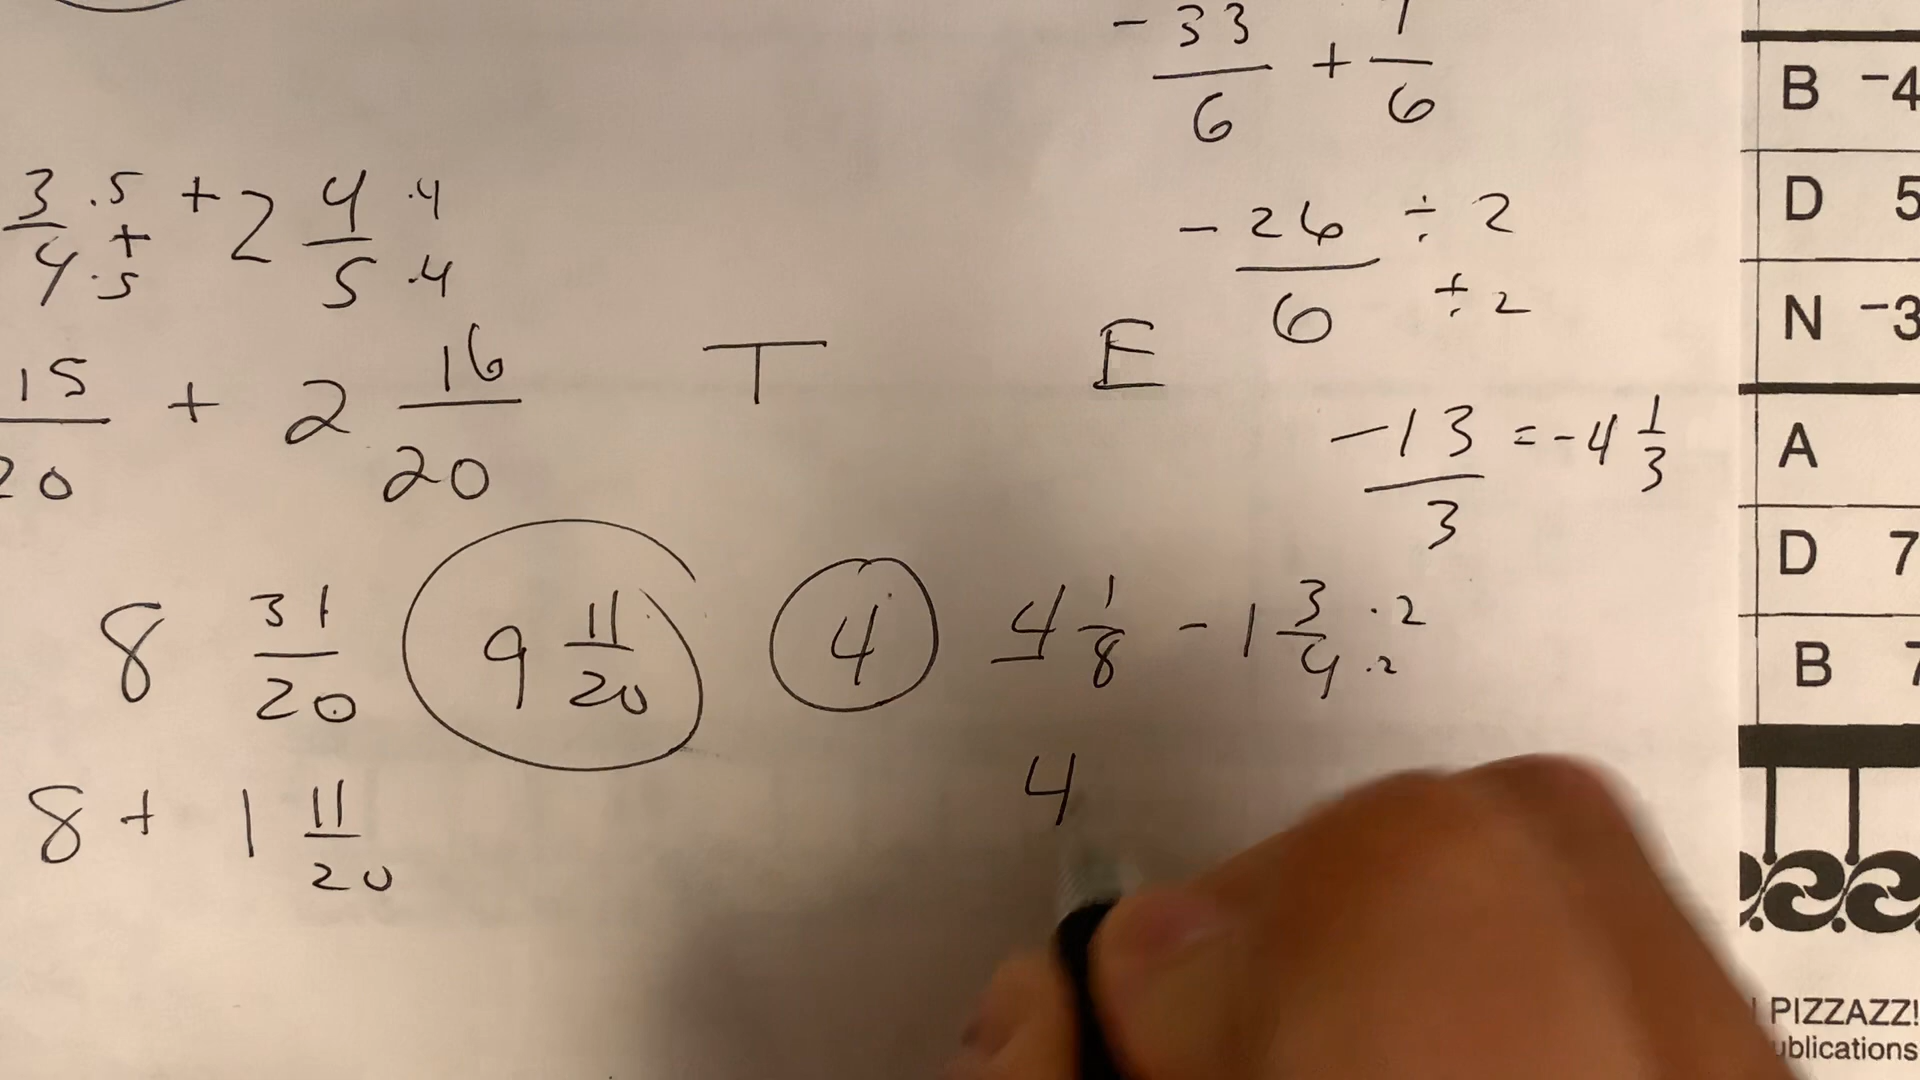 - 33/6 + 7/6
3/4 · 5 + · 5 + 2 4/5 · 4 · 4
- 26/6 ÷ 2 ÷ 2
15/20 + 2 16/20
T
E
-13/3 = -4 1/3
8 31/20
9 11/20
4
4 1/8 - 1 3/4 · 2 · 2
8 + 1 11/20
4
B -4
D 5
N -3
A
D 7
B 7
PIZZAZZ!
ublications